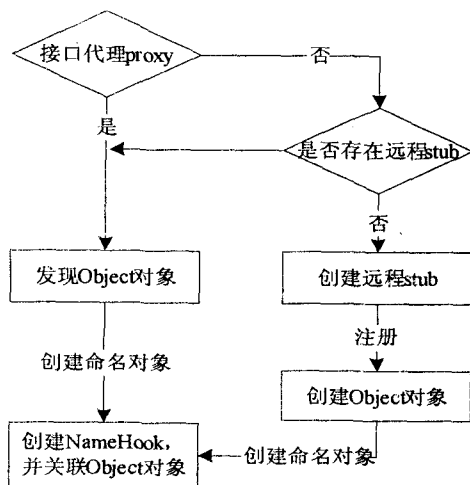 接口代理proxy
否
是
是否存在远程stub
否
发现Object对象
创建远程stub
注册
创建命名对象
创建Object对象
创建NameHook,
并关联Object对象
创建命名对象